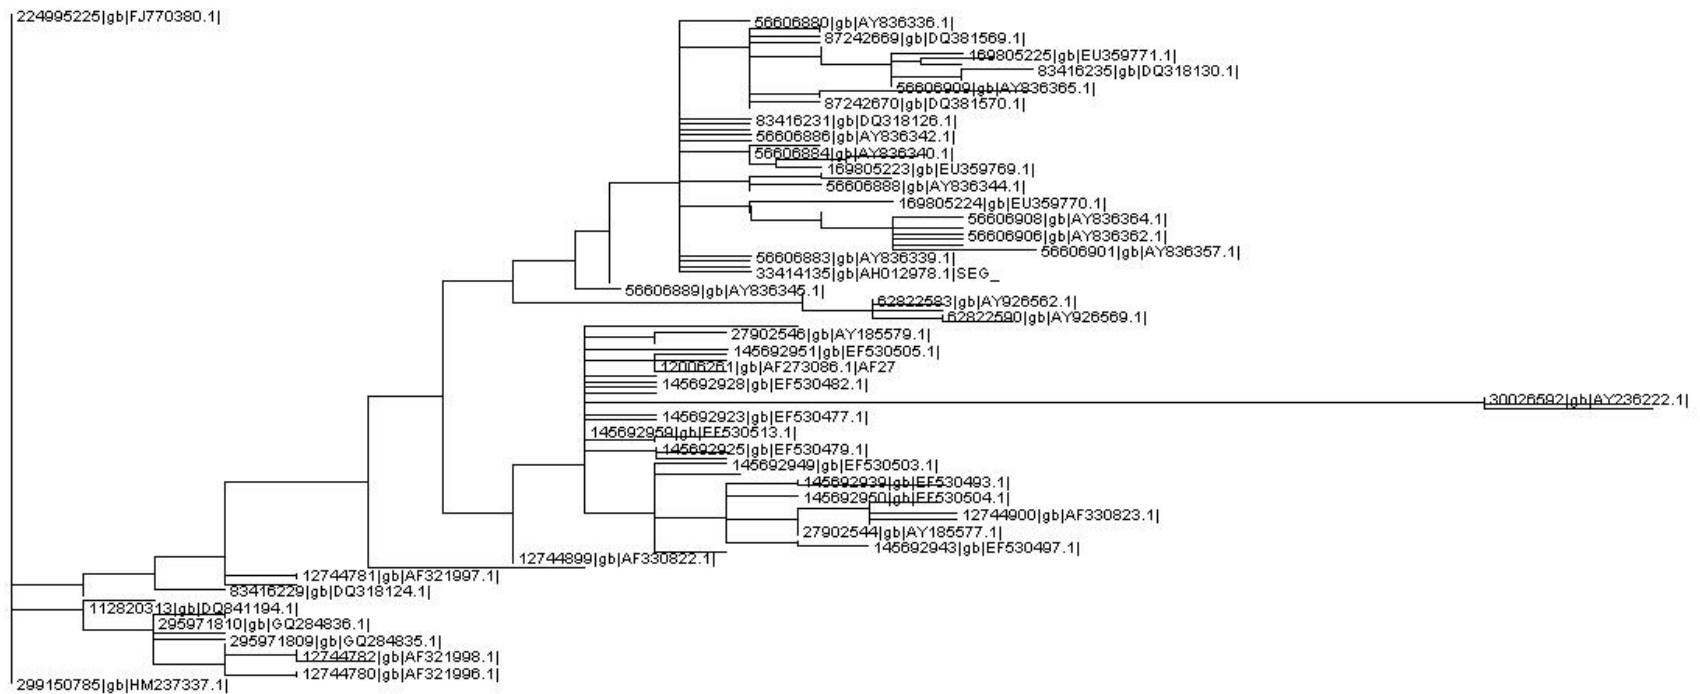 224995225|gb|FJ770380.1|
56606880|gb|AY836336.1|
87242669|gb|DQ381569.1|
169805225|gb|EU359771.1|
83416235|gb|DQ318130.1|
56606909|gb|AY836365.1|
87242670|gb|DQ381570.1|
83416231|gb|DQ318126.1|
56606886|gb|AY836342.1|
56606884|gb|AY836340.1|
169805223|gb|EU359769.1|
56606888|gb|AY836344.1|
169805224|gb|EU359770.1|
56606908|gb|AY836364.1|
56606906|gb|AY836362.1|
56606901|gb|AY836357.1|
56606883|gb|AY836339.1|
33414135|gb|AH012978.1|SEG_
56606889|gb|AY836345.1|
62822583|gb|AY926562.1|
62822590|gb|AY926569.1|
27902546|gb|AY185579.1|
145692951|gb|EF530505.1|
12006261|gb|AF273086.1|AF27
145692928|gb|EF530482.1|
30026592|gb|AY236222.1|
145692923|gb|EF530477.1|
145692959|gb|EF530513.1|
145692925|gb|EF530479.1|
145692949|gb|EF530503.1|
145692939|gb|EF530493.1|
145692950|gb|EF530504.1|
12744900|gb|AF330823.1|
27902544|gb|AY185577.1|
145692943|gb|EF530497.1|
12744899|gb|AF330822.1|
12744781|gb|AF321997.1|
83416229|gb|DQ318124.1|
112820313|gb|DQ841194.1|
295971810|gb|GQ284836.1|
295971809|gb|GQ284835.1|
12744782|gb|AF321998.1|
12744780|gb|AF321996.1|
299150785|gb|HM237337.1|